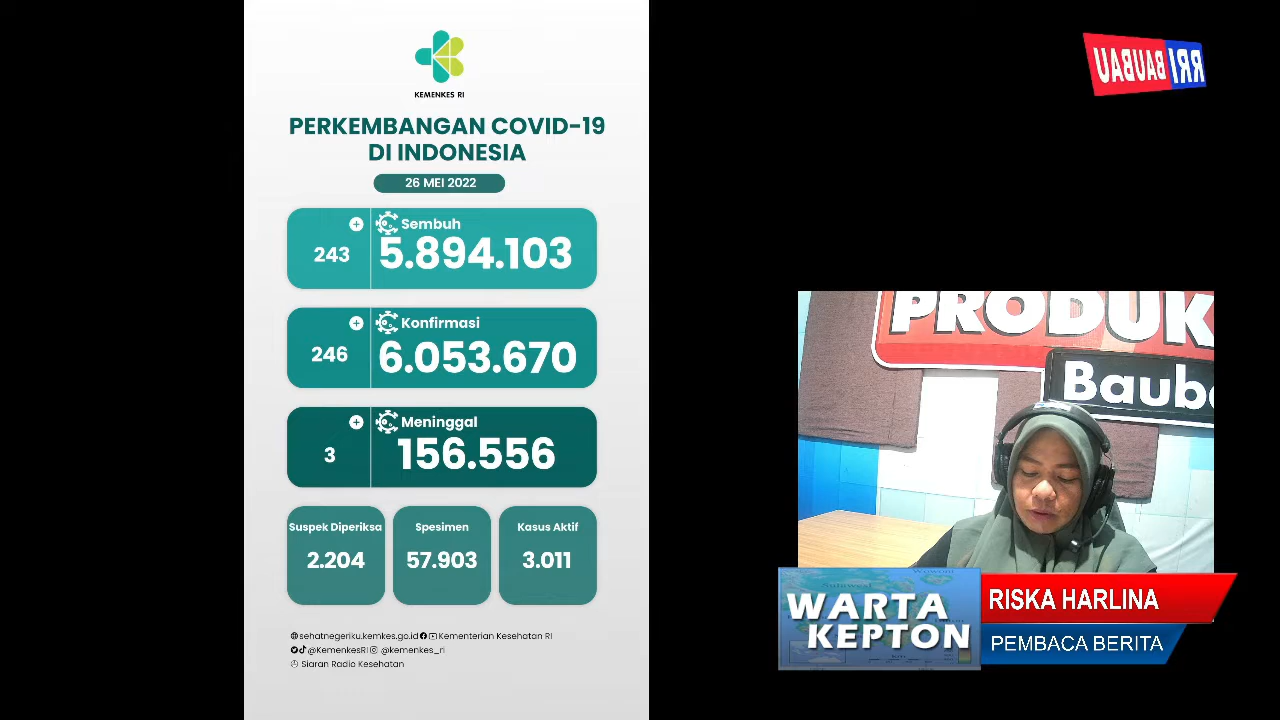 KEMENKES RI
PERKEMBANGAN COVID-19
DI INDONESIA
26 MEI 2022
243
Sembuh
5.894.103
246
Konfirmasi
6.053.670
3
Meninggal
156.556
Suspek Diperiksa
2.204
Spesimen
57.903
Kasus Aktif
3.011
sehatnegeriku.kemkes.go.id Kementerian Kesehatan RI
@KemenkesRI @kemenkes_ri
Siaran Radio Kesehatan
RRI BAUBAU
PRODUK
Bauba
WARTA
KEPTON
RISKA HARLINA
PEMBACA BERITA